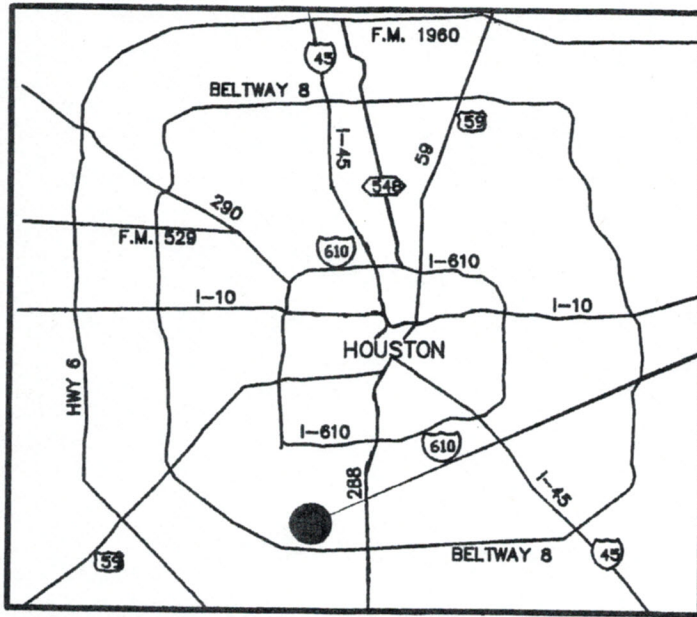 F.M. 1960
45
BELTWAY 8
59
I-45
59
548
290
F.M. 529
610
I-610
I-10
I-10
HOUSTON
HWY 6
I-610
610
288
I-45
59
BELTWAY 8
45